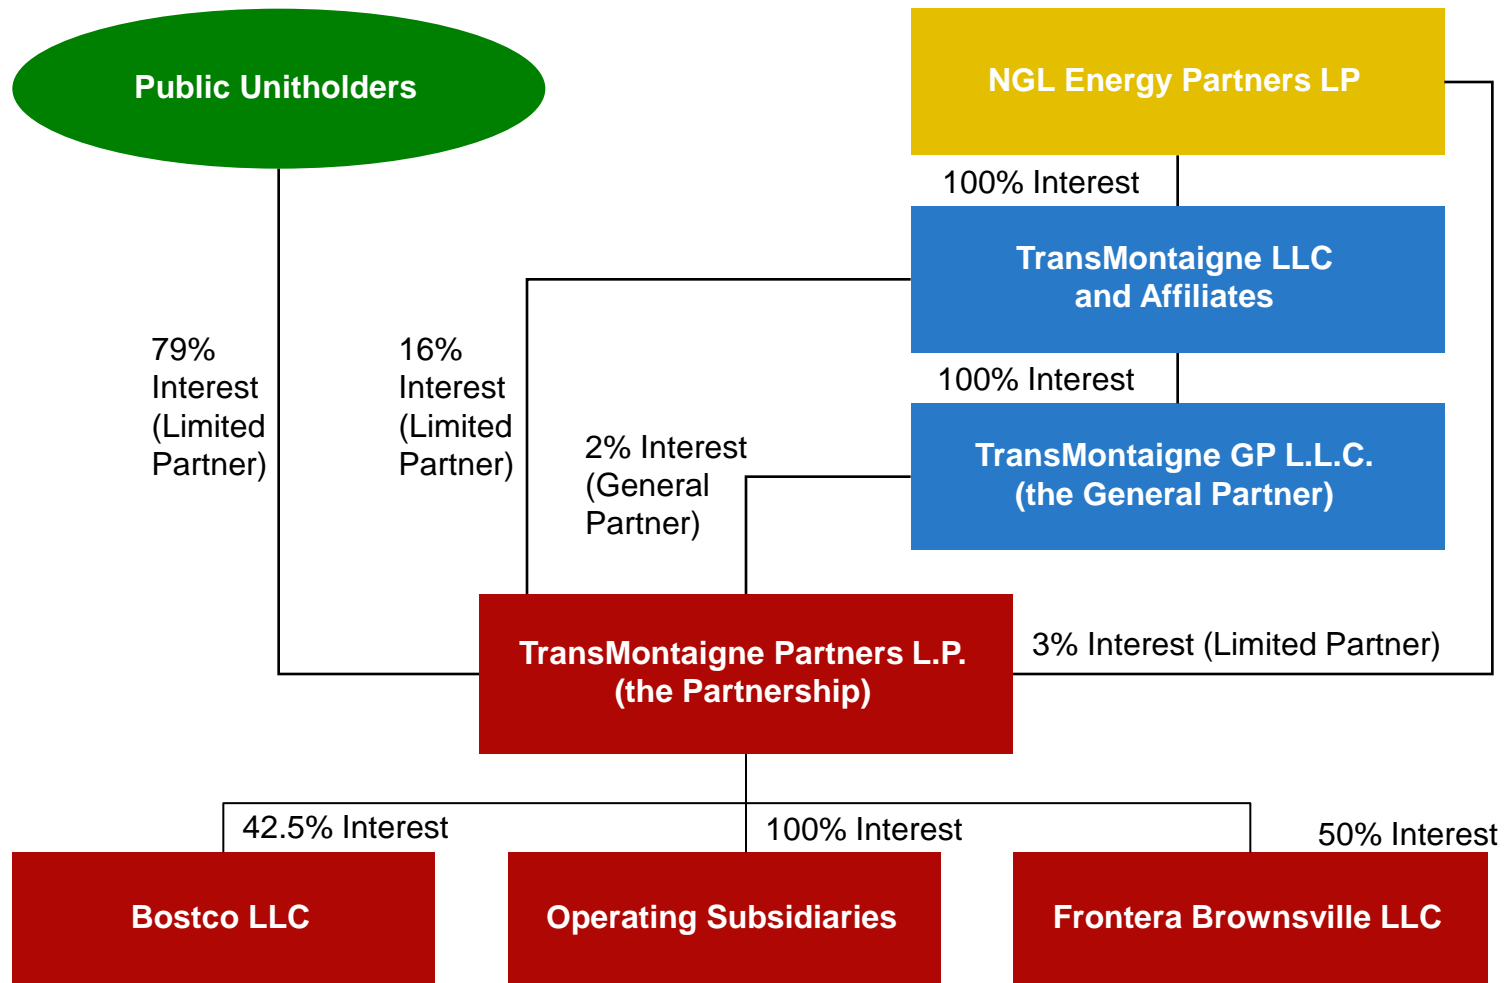 Public Unitholders
NGL Energy Partners LP
100% Interest
TransMontaigne LLC
and Affiliates
79%
Interest
(Limited
Partner)
16%
Interest
(Limited
Partner)
100% Interest
2% Interest
(General
Partner)
TransMontaigne GP L.L.C.
(the General Partner)
TransMontaigne Partners L.P.
(the Partnership)
3% Interest (Limited Partner)
42.5% Interest
100% Interest
50% Interest
Bostco LLC
Operating Subsidiaries
Frontera Brownsville LLC